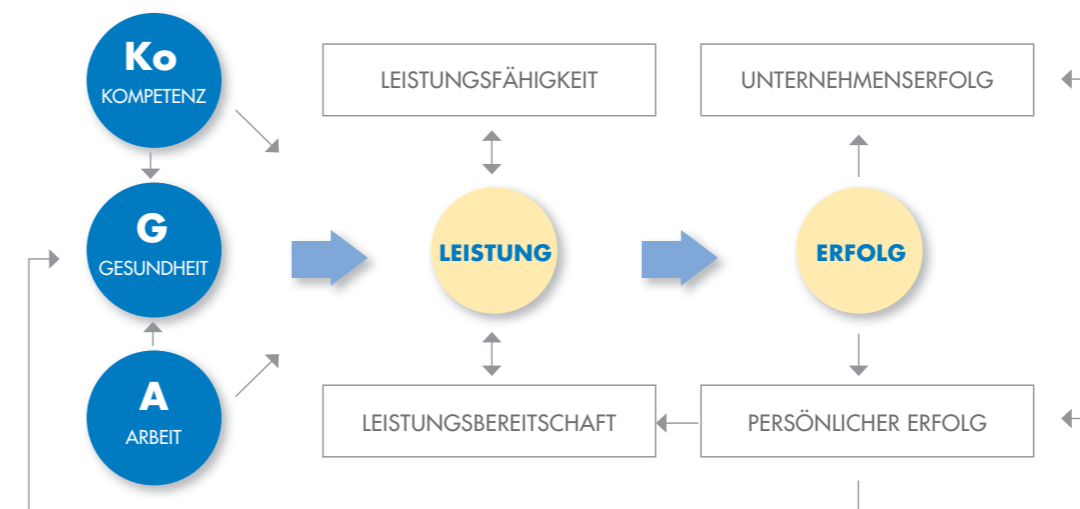 Ko
KOMPETENZ
LEISTUNGSFÄHIGKEIT
UNTERNEHMENSERFOLG
G
GESUNDHEIT
LEISTUNG
ERFOLG
A
ARBEIT
LEISTUNGSBEREITSCHAFT
PERSÖNLICHER ERFOLG